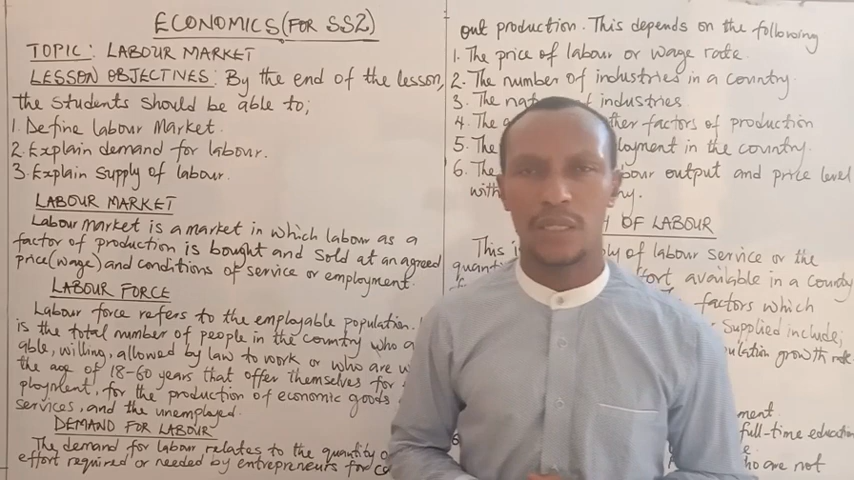 ECONOMICS (FOR SS2)
TOPIC: LABOUR MARKET
LESSON OBJECTIVES: By the end of the lesson,
the students should be able to;
1. Define labour Market.
2. Explain demand for labour.
3. Explain supply of labour.
LABOUR MARKET
Labour market is a market in which labour as a
factor of production is bought and sold at an agreed
price (wage) and conditions of service or employment.
LABOUR FORCE
Labour force refers to the employable population.
is the total number of people in the country who a
able, willing, allowed by law to work or who are w
the age of 18-60 years that offer themselves for
ployment, for the production of economic goods
services, and the unemployed.
DEMAND FOR LABOUR
The demand for labour relates to the quantity o
effort required or needed by entrepreneurs for ca
out production. This depends on the following
1. The price of labour or wage rate.
2. The number of industries in a country.
3. The nat f industries.
4. The her factors of production
5. The loyment in the country.
6. The bour output and price level
with y.
OF LABOUR
This i ly of labour service or the
quanti fort available in a country
factors which
supplied include;
ulation growth rate
ment.
full-time education
e.
ho are not